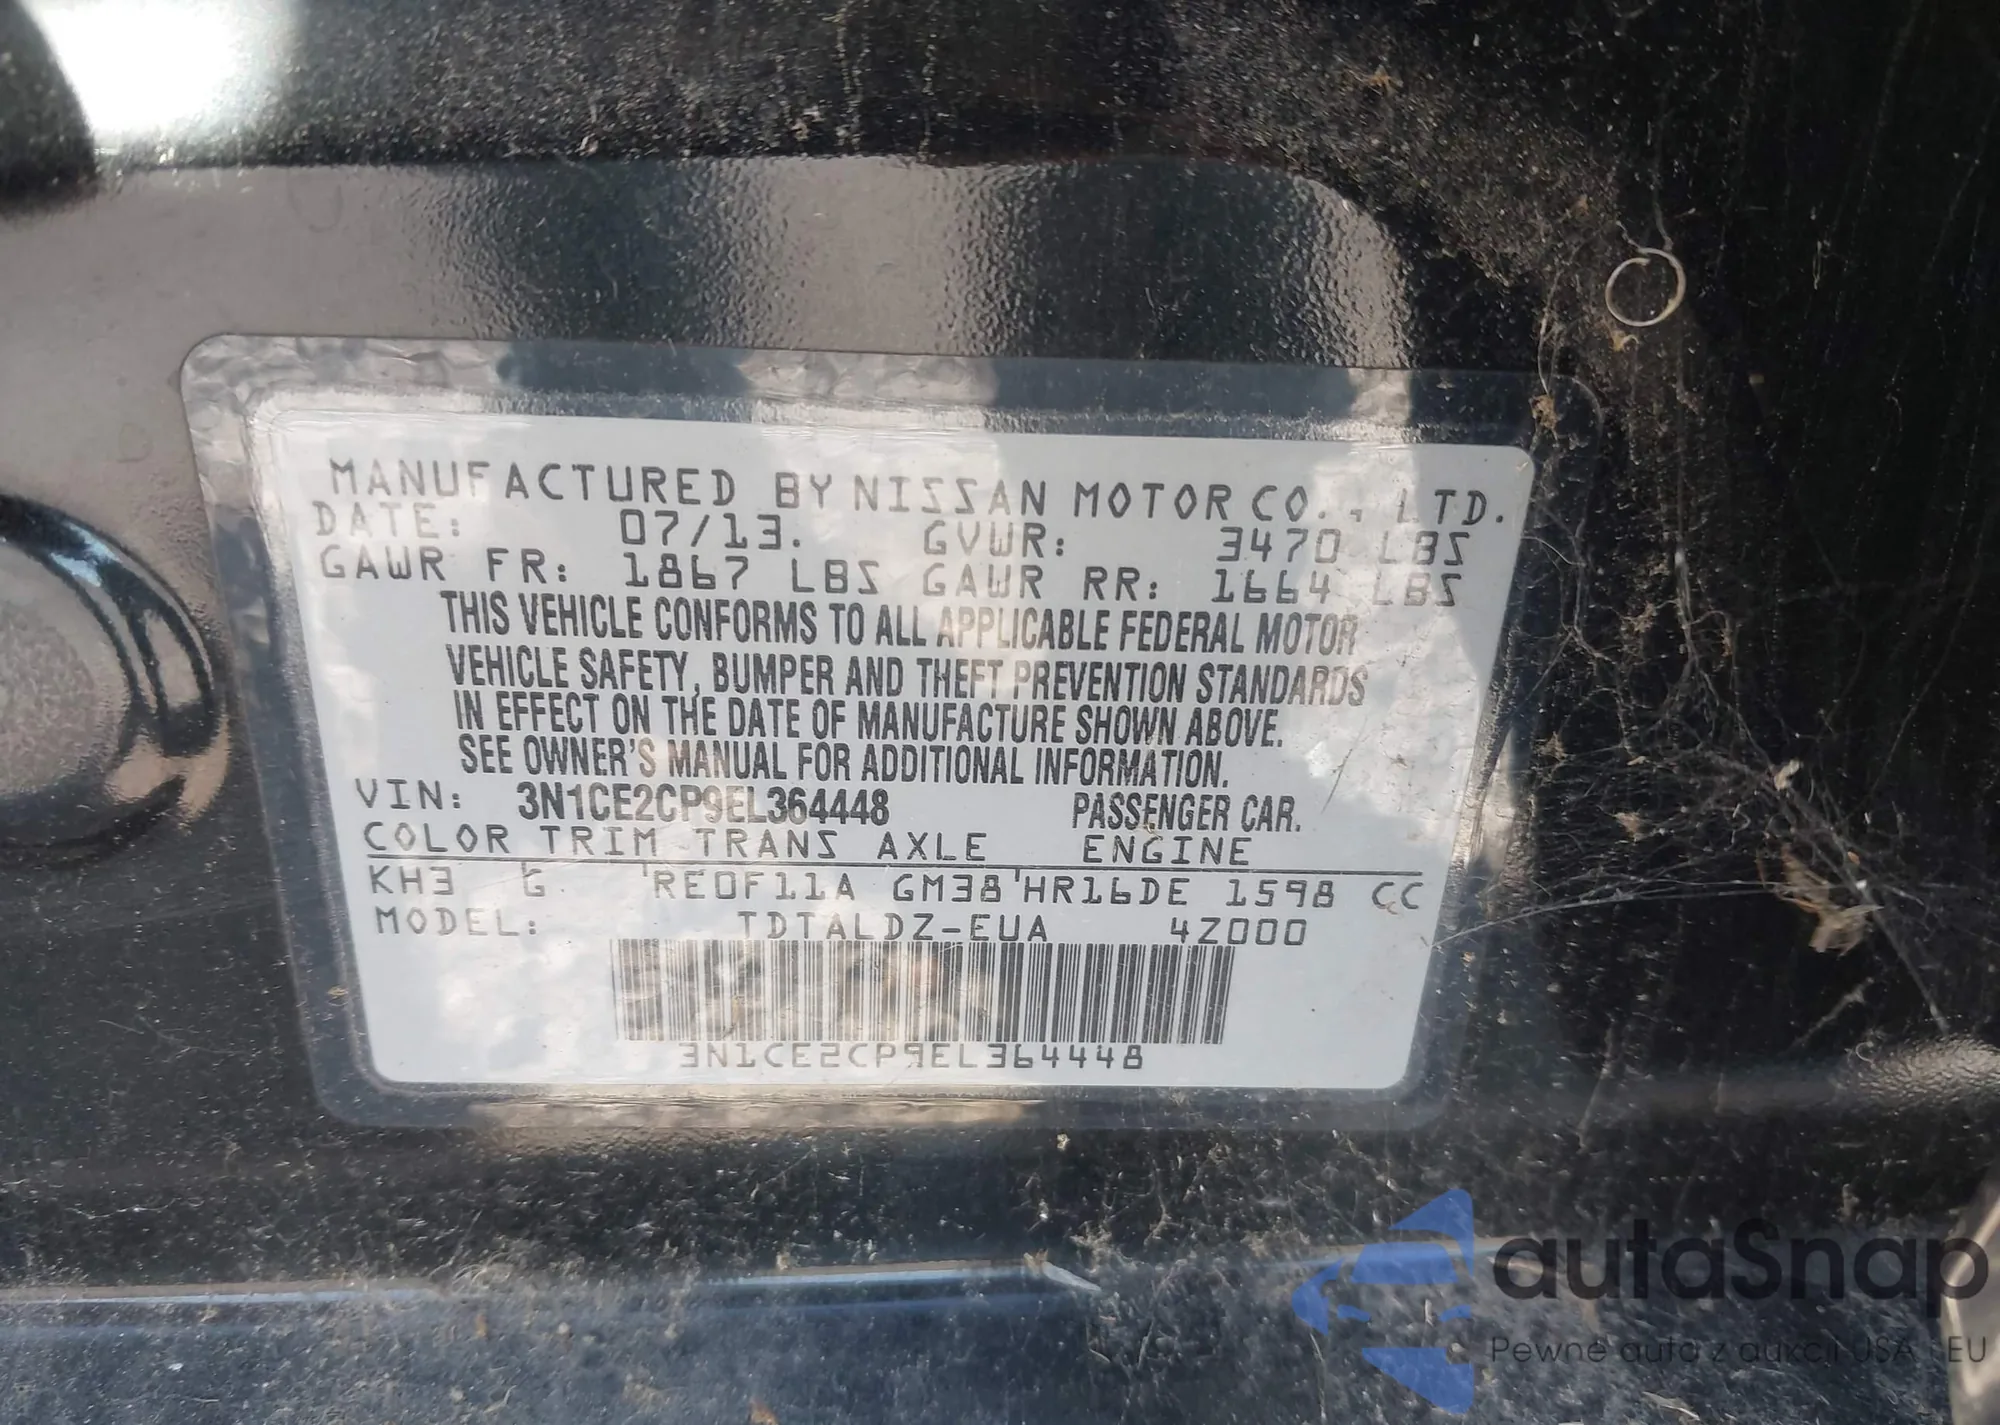 MANUFACTURED BY NISSAN MOTOR CO., LTD.
DATE: 07/13. GVWR: 3470 LBS
GAWR FR: 1867 LBS GAWR RR: 1664 LBS
THIS VEHICLE CONFORMS TO ALL APPLICABLE FEDERAL MOTOR
VEHICLE SAFETY, BUMPER AND THEFT PREVENTION STANDARDS
IN EFFECT ON THE DATE OF MANUFACTURE SHOWN ABOVE.
SEE OWNER'S MANUAL FOR ADDITIONAL INFORMATION.
VIN: 3N1CE2CP9EL364448 PASSENGER CAR.
COLOR TRIM TRANS AXLE ENGINE
KH3 G RE0F11A GM38 HR16DE 1598 CC
MODEL: TDTALDZ-EUA 4Z000
3N1CE2CP9EL364448
autaSnap
Pewne auta z aukcji USA i EU